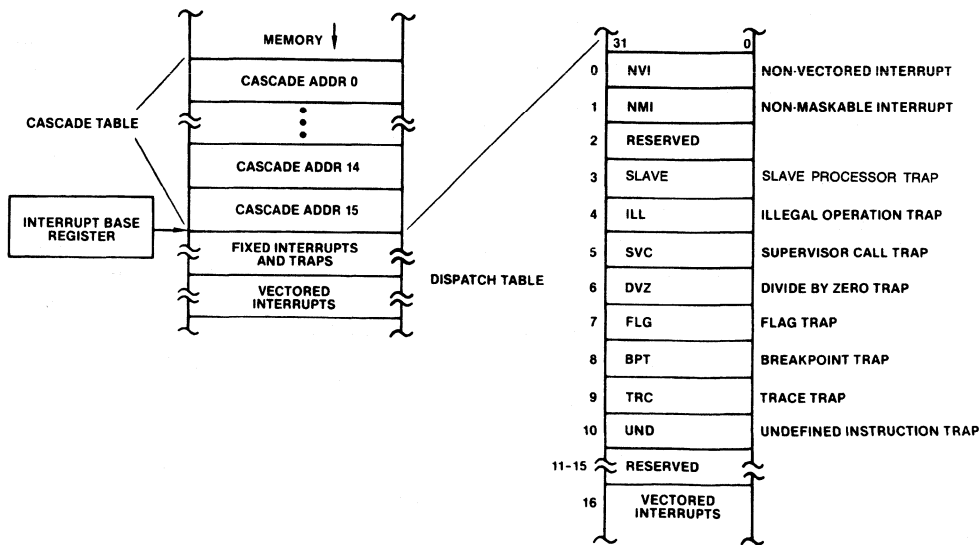 MEMORY
CASCADE ADDR 0
CASCADE TABLE
CASCADE ADDR 14
CASCADE ADDR 15
INTERRUPT BASE
REGISTER
FIXED INTERRUPTS
AND TRAPS
VECTORED
INTERRUPTS
DISPATCH TABLE
31 0
0 NVI NON-VECTORED INTERRUPT
1 NMI NON-MASKABLE INTERRUPT
2 RESERVED
3 SLAVE SLAVE PROCESSOR TRAP
4 ILL ILLEGAL OPERATION TRAP
5 SVC SUPERVISOR CALL TRAP
6 DVZ DIVIDE BY ZERO TRAP
7 FLG FLAG TRAP
8 BPT BREAKPOINT TRAP
9 TRC TRACE TRAP
10 UND UNDEFINED INSTRUCTION TRAP
11-15 RESERVED
16 VECTORED
INTERRUPTS